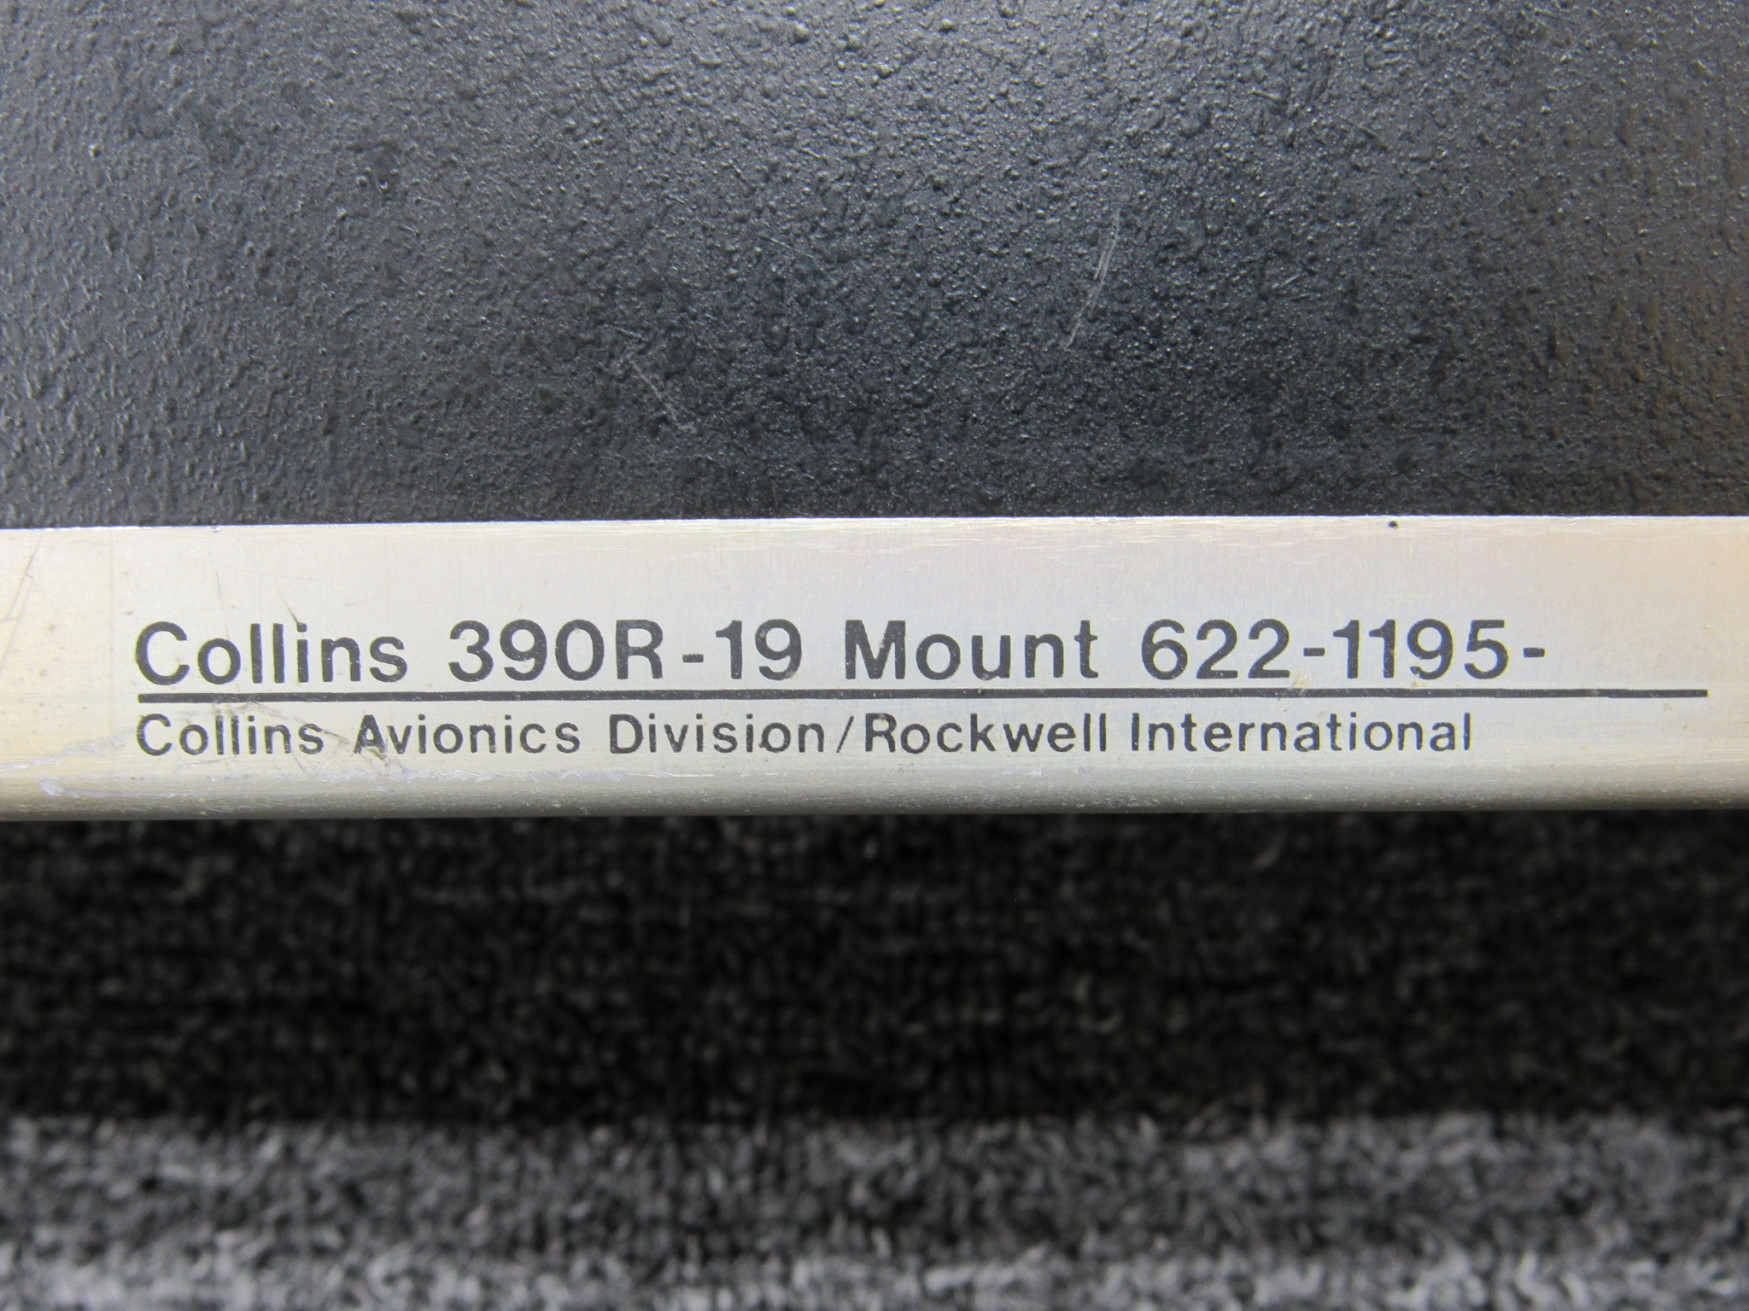 Collins 390R-19 Mount 622-1195-
Collins Avionics Division/Rockwell International